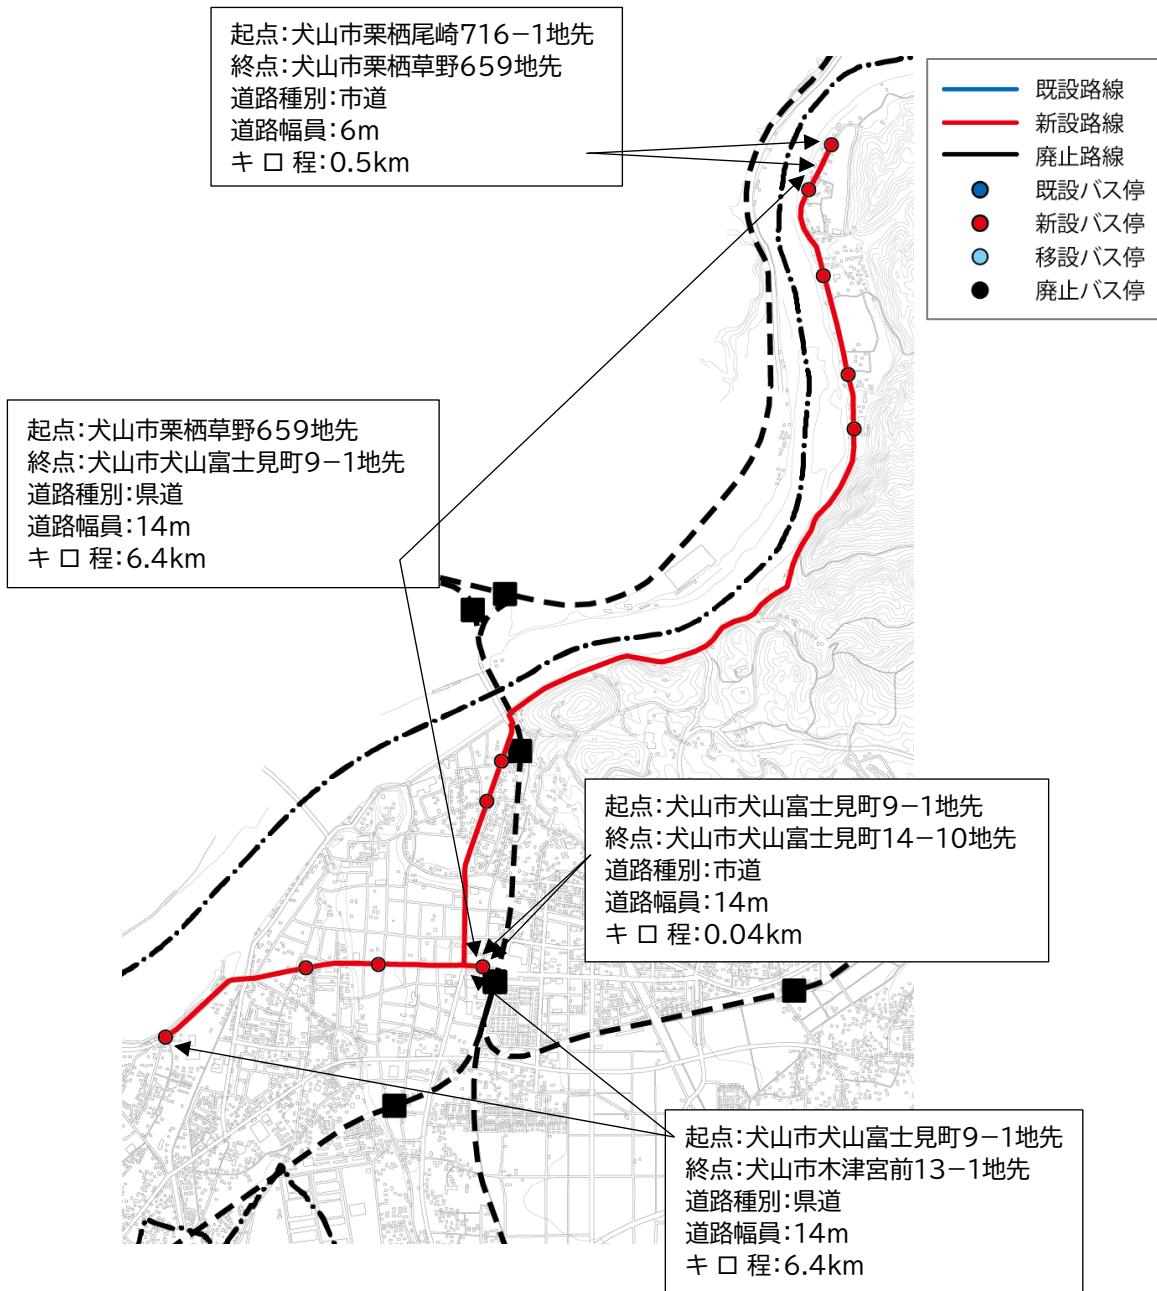 起点:犬山市栗栖尾崎716−1地先
終点:犬山市栗栖草野659地先
道路種別:市道
道路幅員:6m
キ ロ 程:0.5km
既設路線
新設路線
廃止路線
既設バス停
新設バス停
移設バス停
廃止バス停
起点:犬山市栗栖草野659地先
終点:犬山市犬山富士見町9−1地先
道路種別:県道
道路幅員:14m
キ ロ 程:6.4km
起点:犬山市犬山富士見町9−1地先
終点:犬山市犬山富士見町14−10地先
道路種別:市道
道路幅員:14m
キ ロ 程:0.04km
起点:犬山市犬山富士見町9−1地先
終点:犬山市木津宮前13−1地先
道路種別:県道
道路幅員:14m
キ ロ 程:6.4km